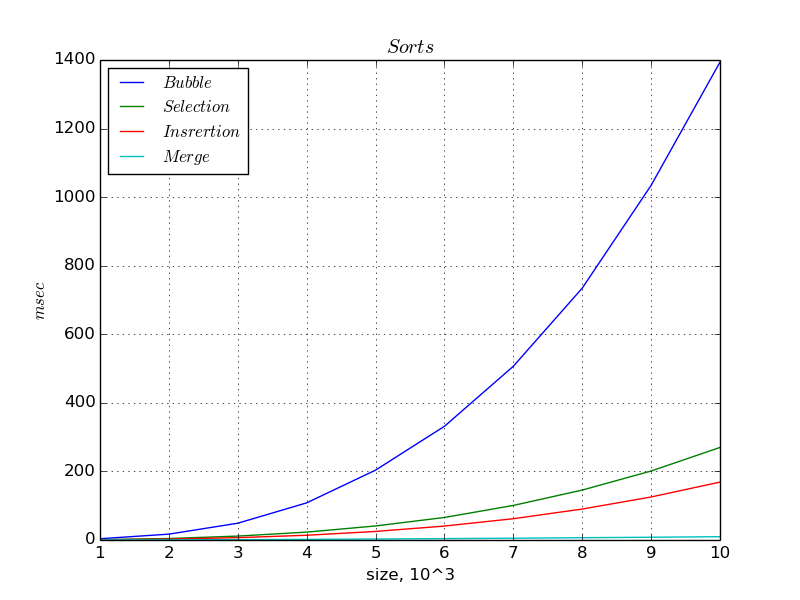 Sorts
1400
1200
1000
800
600
400
200
0
Bubble
Selection
Insrertion
Merge
msec
1 2 3 4 5 6 7 8 9 10
size, 10^3